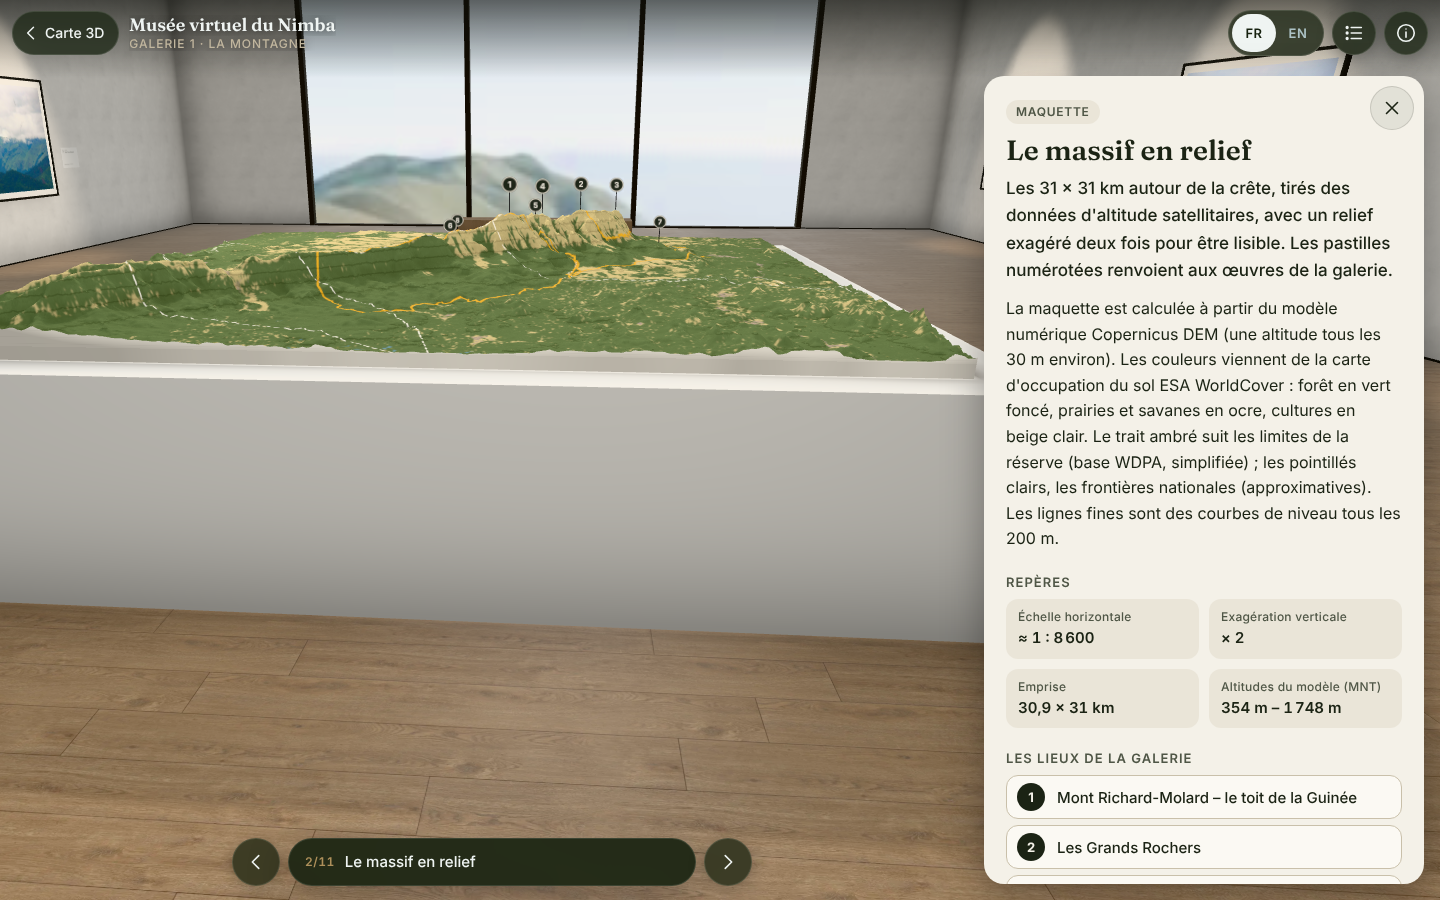 Carte 3D
Musée virtuel du Nimba
GALERIE 1 · LA MONTAGNE
FR EN
MAQUETTE
Le massif en relief
Les 31 × 31 km autour de la crête, tirés des
données d'altitude satellitaires, avec un relief
exagéré deux fois pour être lisible. Les pastilles
numérotées renvoient aux œuvres de la galerie.
La maquette est calculée à partir du modèle
numérique Copernicus DEM (une altitude tous les
30 m environ). Les couleurs viennent de la carte
d'occupation du sol ESA WorldCover : forêt en vert
foncé, prairies et savanes en ocre, cultures en
beige clair. Le trait ambré suit les limites de la
réserve (base WDPA, simplifiée) ; les pointillés
clairs, les frontières nationales (approximatives).
Les lignes fines sont des courbes de niveau tous les
200 m.
REPÈRES
Échelle horizontale
≈ 1 : 8 600
Exagération verticale
× 2
Emprise
30,9 × 31 km
Altitudes du modèle (MNT)
354 m – 1 748 m
LES LIEUX DE LA GALERIE
1 Mont Richard-Molard – le toit de la Guinée
2 Les Grands Rochers
1 4 2 3
5
7
2/11 Le massif en relief